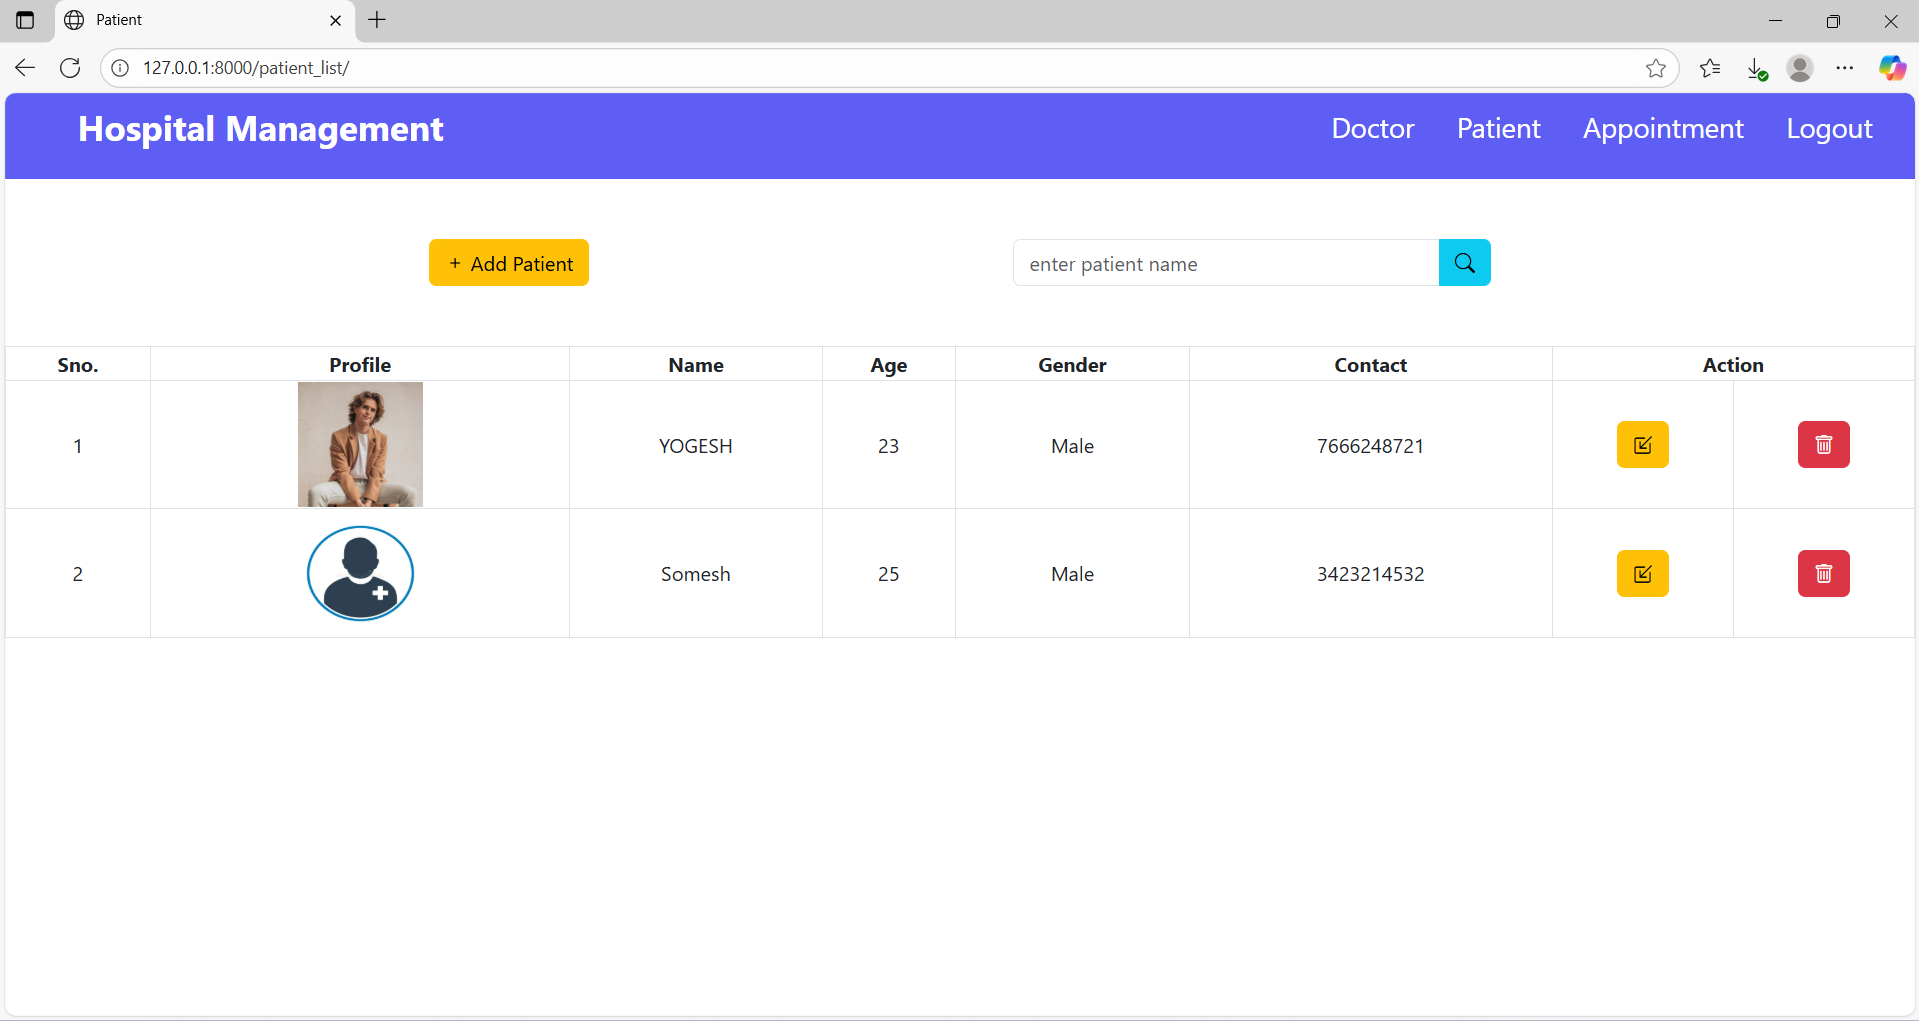 Patient
127.0.0.1:8000/patient_list/
Hospital Management Doctor Patient Appointment Logout
+ Add Patient enter patient name
Sno. Profile Name Age Gender Contact Action
1 YOGESH 23 Male 7666248721
2 Somesh 25 Male 3423214532